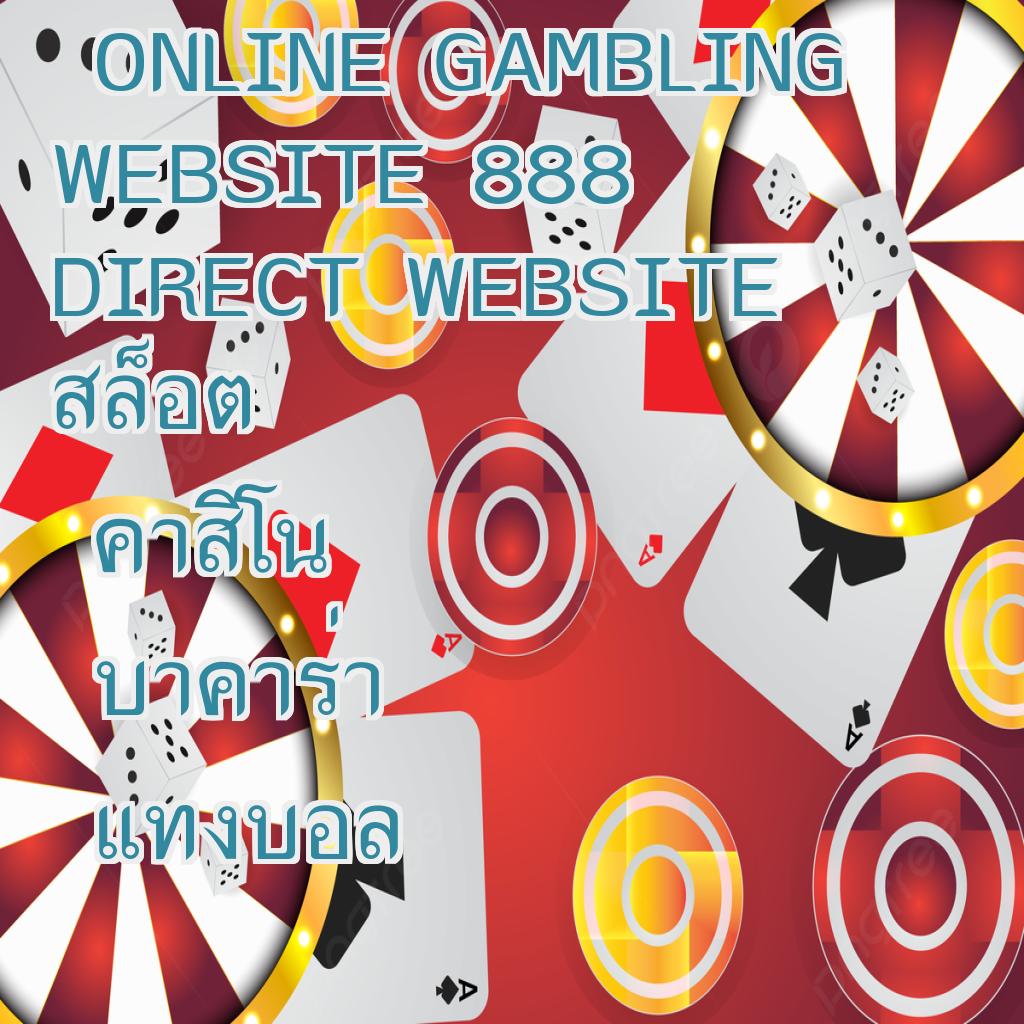 ONLINE GAMBLING
WEBSITE 888
DIRECT WEBSITE
สล็อต
คาสิโน่
บาคาร่า
แทงบอล
A
A
A
A